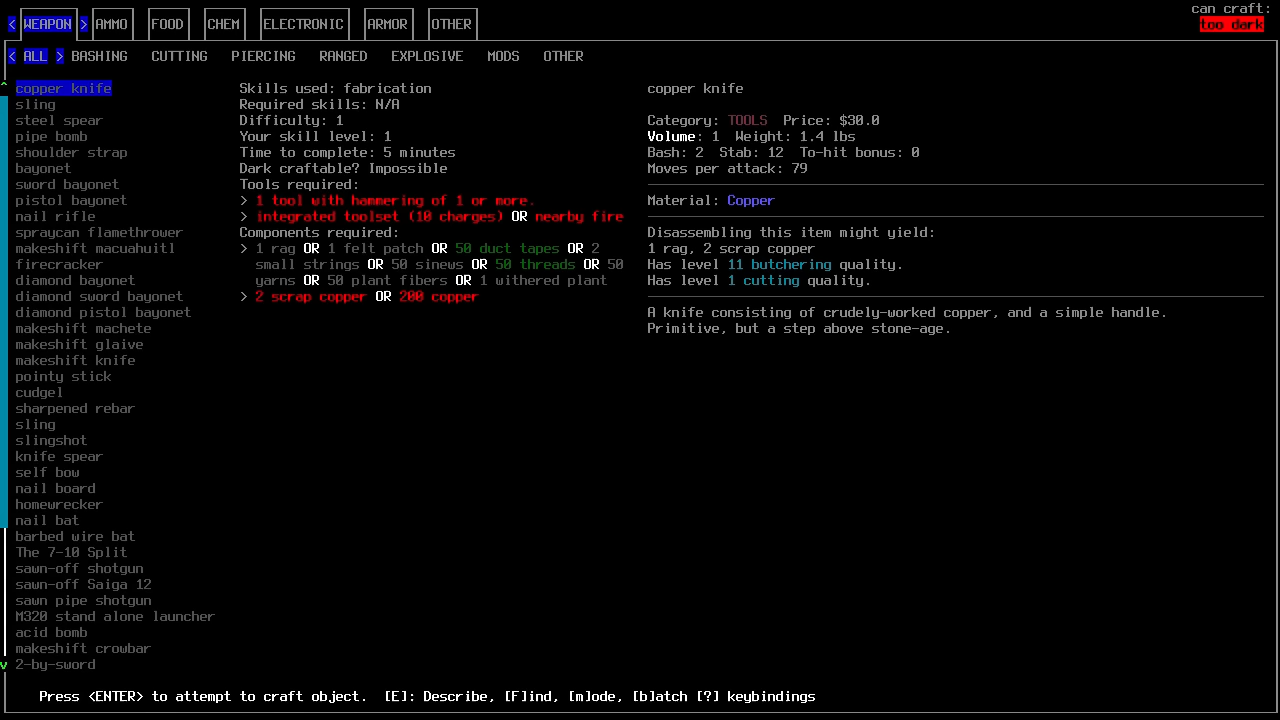 can craft:
< WEAPON > AMMO FOOD CHEM ELECTRONIC ARMOR OTHER too dark
< ALL > BASHING CUTTING PIERCING RANGED EXPLOSIVE MODS OTHER
^ copper knife Skills used: fabrication copper knife
sling Required skills: N/A
steel spear Difficulty: 1 Category: TOOLS Price: $30.0
pipe bomb Your skill level: 1 Volume: 1 Weight: 1.4 lbs
shoulder strap Time to complete: 5 minutes Bash: 2 Stab: 12 To-hit bonus: 0
bayonet Dark craftable? Impossible Moves per attack: 79
sword bayonet Tools required:
pistol bayonet > 1 tool with hammering of 1 or more. Material: Copper
nail rifle > integrated toolset (10 charges) OR nearby fire
spraycan flamethrower Components required: Disassembling this item might yield:
makeshift macuahuitl > 1 rag OR 1 felt patch OR 50 duct tapes OR 2 1 rag, 2 scrap copper
firecracker small strings OR 50 sinews OR 50 threads OR 50 Has level 11 butchering quality.
diamond bayonet yarns OR 50 plant fibers OR 1 withered plant Has level 1 cutting quality.
diamond sword bayonet > 2 scrap copper OR 200 copper
diamond pistol bayonet A knife consisting of crudely-worked copper, and a simple handle.
makeshift machete Primitive, but a step above stone-age.
makeshift glaive
makeshift knife
pointy stick
cudgel
sharpened rebar
sling
slingshot
knife spear
self bow
nail board
homewrecker
nail bat
barbed wire bat
The 7-10 Split
sawn-off shotgun
sawn-off Saiga 12
sawn pipe shotgun
M320 stand alone launcher
acid bomb
makeshift crowbar
v 2-by-sword
Press <ENTER> to attempt to craft object. [E]: Describe, [F]ind, [m]ode, [b]atch [?] keybindings